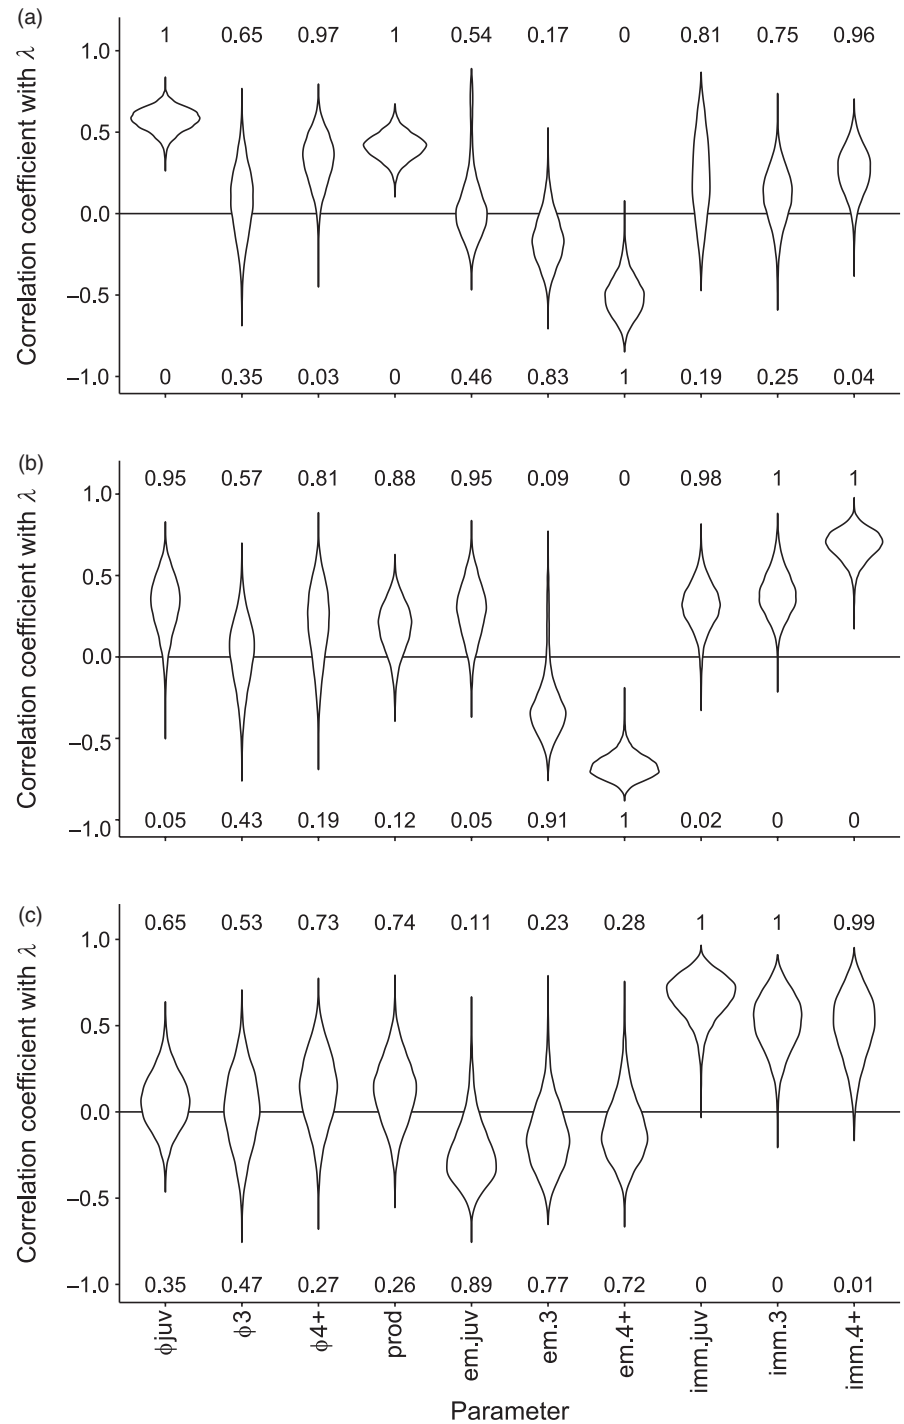 (a)
Correlation coefficient with λ
1 0.65 0.97 1 0.54 0.17 0 0.81 0.75 0.96
1.0
0.5
0.0
−0.5
−1.0
0 0.35 0.03 0 0.46 0.83 1 0.19 0.25 0.04
(b)
Correlation coefficient with λ
0.95 0.57 0.81 0.88 0.95 0.09 0 0.98 1 1
1.0
0.5
0.0
−0.5
−1.0
0.05 0.43 0.19 0.12 0.05 0.91 1 0.02 0 0
(c)
Correlation coefficient with λ
0.65 0.53 0.73 0.74 0.11 0.23 0.28 1 1 0.99
1.0
0.5
0.0
−0.5
−1.0
0.35 0.47 0.27 0.26 0.89 0.77 0.72 0 0 0.01
ϕjuv ϕ3 ϕ4+ prod em.juv em.3 em.4+ imm.juv imm.3 imm.4+
Parameter